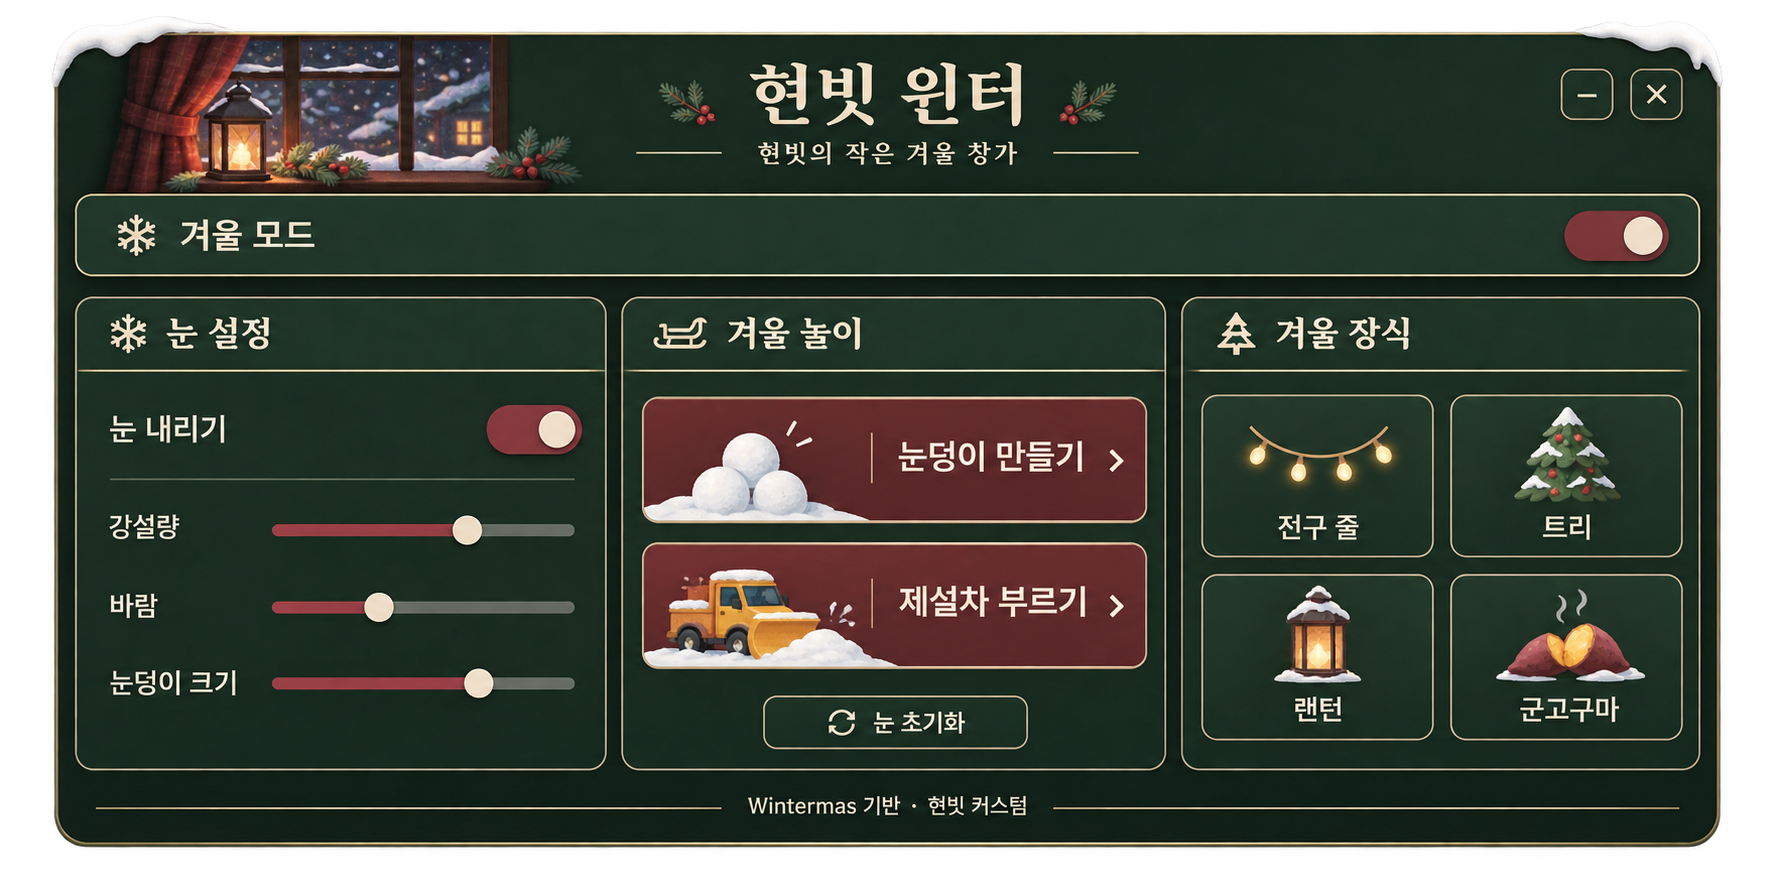 현빗 윈터
현빗의 작은 겨울 창가
겨울 모드
눈 설정
눈 내리기
강설량
바람
눈덩이 크기
겨울 놀이
눈덩이 만들기
제설차 부르기
눈 초기화
겨울 장식
전구 줄
트리
랜턴
군고구마
Wintermas 기반 · 현빗 커스텀